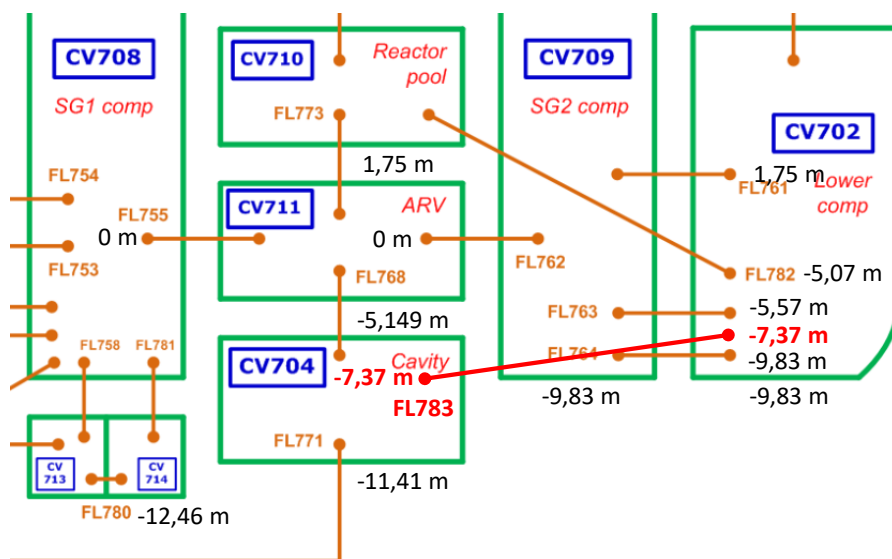 CV708
SG1 comp
FL754
FL755
0 m
FL753
FL758
FL781
CV
713
CV
714
FL780
-12,46 m
CV710
Reactor
pool
FL773
1,75 m
CV711
ARV
0 m
FL768
-5,149 m
CV704
Cavity
-7,37 m
FL783
FL771
-11,41 m
CV709
SG2 comp
FL762
FL763
FL764
-9,83 m
CV702
Lower
comp
1,75 m
FL761
FL782
-5,07 m
-5,57 m
-7,37 m
-9,83 m
-9,83 m